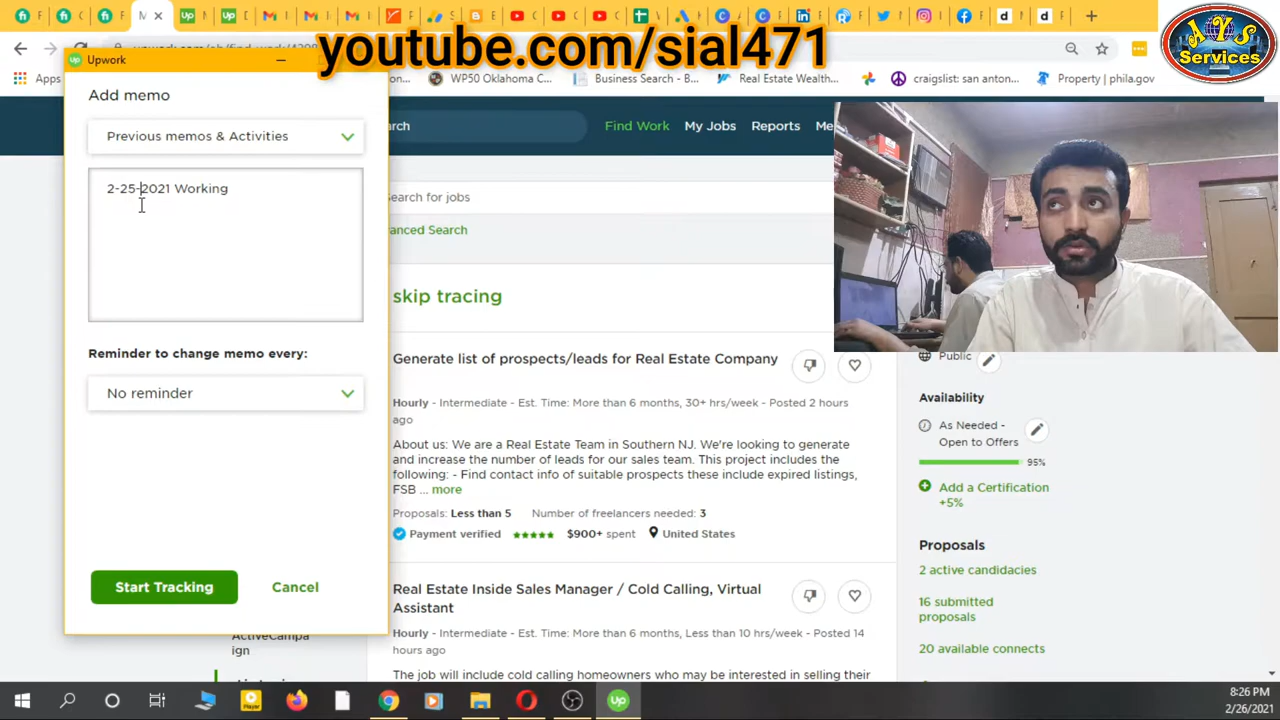 youtube.com/sial471
AYS
Services
Apps
WP50 Oklahoma C...
Business Search - B...
Real Estate Wealth...
craigslist: san anton...
Property | phila.gov
Upwork
Add memo
Previous memos & Activities
2-25-2021 Working
Reminder to change memo every:
No reminder
Start Tracking
Cancel
Find Work
My Jobs
Reports
Search for jobs
skip tracing
Generate list of prospects/leads for Real Estate Company
Hourly - Intermediate - Est. Time: More than 6 months, 30+ hrs/week - Posted 2 hours
ago
About us: We are a Real Estate Team in Southern NJ. We're looking to generate
and increase the number of leads for our sales team. This project includes the
following: - Find contact info of suitable prospects these include expired listings,
FSB ... more
Proposals: Less than 5 Number of freelancers needed: 3
Payment verified $900+ spent United States
Real Estate Inside Sales Manager / Cold Calling, Virtual
Assistant
Hourly - Intermediate - Est. Time: More than 6 months, Less than 10 hrs/week - Posted 14
hours ago
The job will include cold calling homeowners who may be interested in selling their
ActiveCampa
ign
Public
Availability
As Needed -
Open to Offers
95%
Add a Certification
+5%
Proposals
2 active candidacies
16 submitted
proposals
20 available connects
8:26 PM
2/26/2021